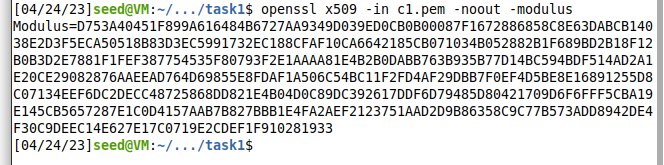 [04/24/23]seed@VM:~/.../task1$ openssl x509 -in c1.pem -noout -modulus
Modulus=D753A40451F899A616484B6727AA9349D039ED0CB0B00087F1672886858C8E63DABCB140
38E2D3F5ECA50518B83D3EC5991732EC188CFAF10CA6642185CB071034B052882B1F689BD2B18F12
B0B3D2E7881F1FEF387754535F80793F2E1AAAA81E4B2B0DABB763B935B77D14BC594BDF514AD2A1
E20CE29082876AAEEAD764D69855E8FDAF1A506C54BC11F2FD4AF29DBB7F0EF4D5BE8E16891255D8
C07134EEF6DC2DECC48725868DD821E4B04D0C89DC392617DDF6D79485D80421709D6F6FFF5CBA19
E145CB5657287E1C0D4157AAB7B827BBB1E4FA2AEF2123751AAD2D9B86358C9C77B573ADD8942DE4
F30C9DEEC14E627E17C0719E2CDEF1F910281933
[04/24/23]seed@VM:~/.../task1$